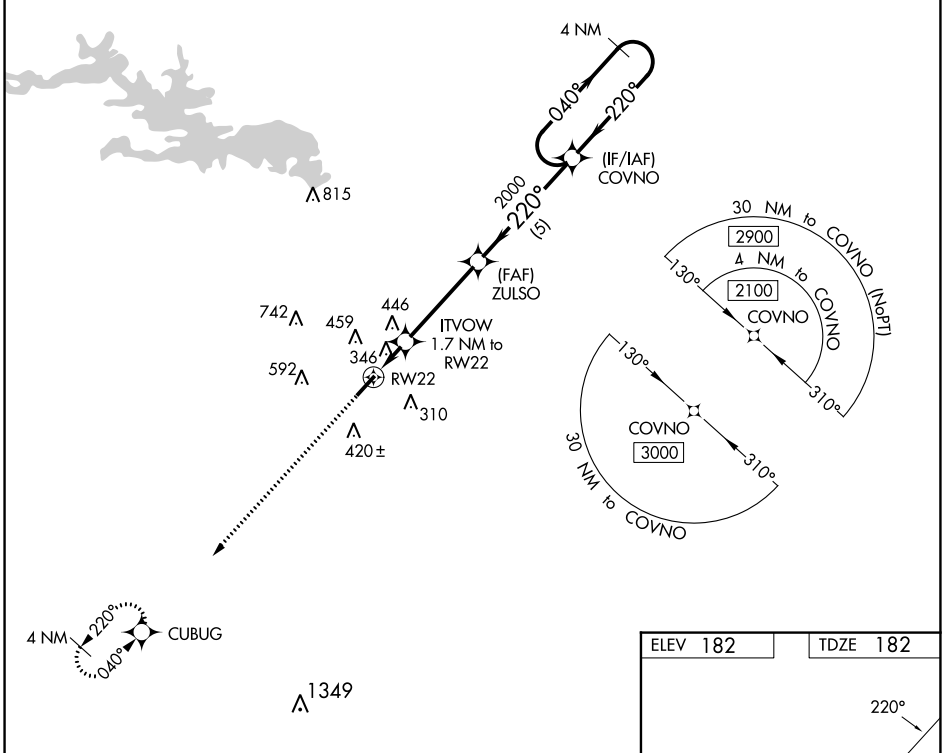 4 NM
040°
220°
(IF/IAF)
COVNO
2000
220°
(5)
815
30 NM to COVNO (NoPT)
2900
4 NM to COVNO
2100
130°
COVNO
310°
(FAF)
ZULSO
742
446
459
ITVOW
1.7 NM to
RW22
346
592
RW22
310
420±
130°
COVNO
3000
310°
30 NM to COVNO
4 NM
220°
040°
CUBUG
1349
ELEV 182
TDZE 182
220°